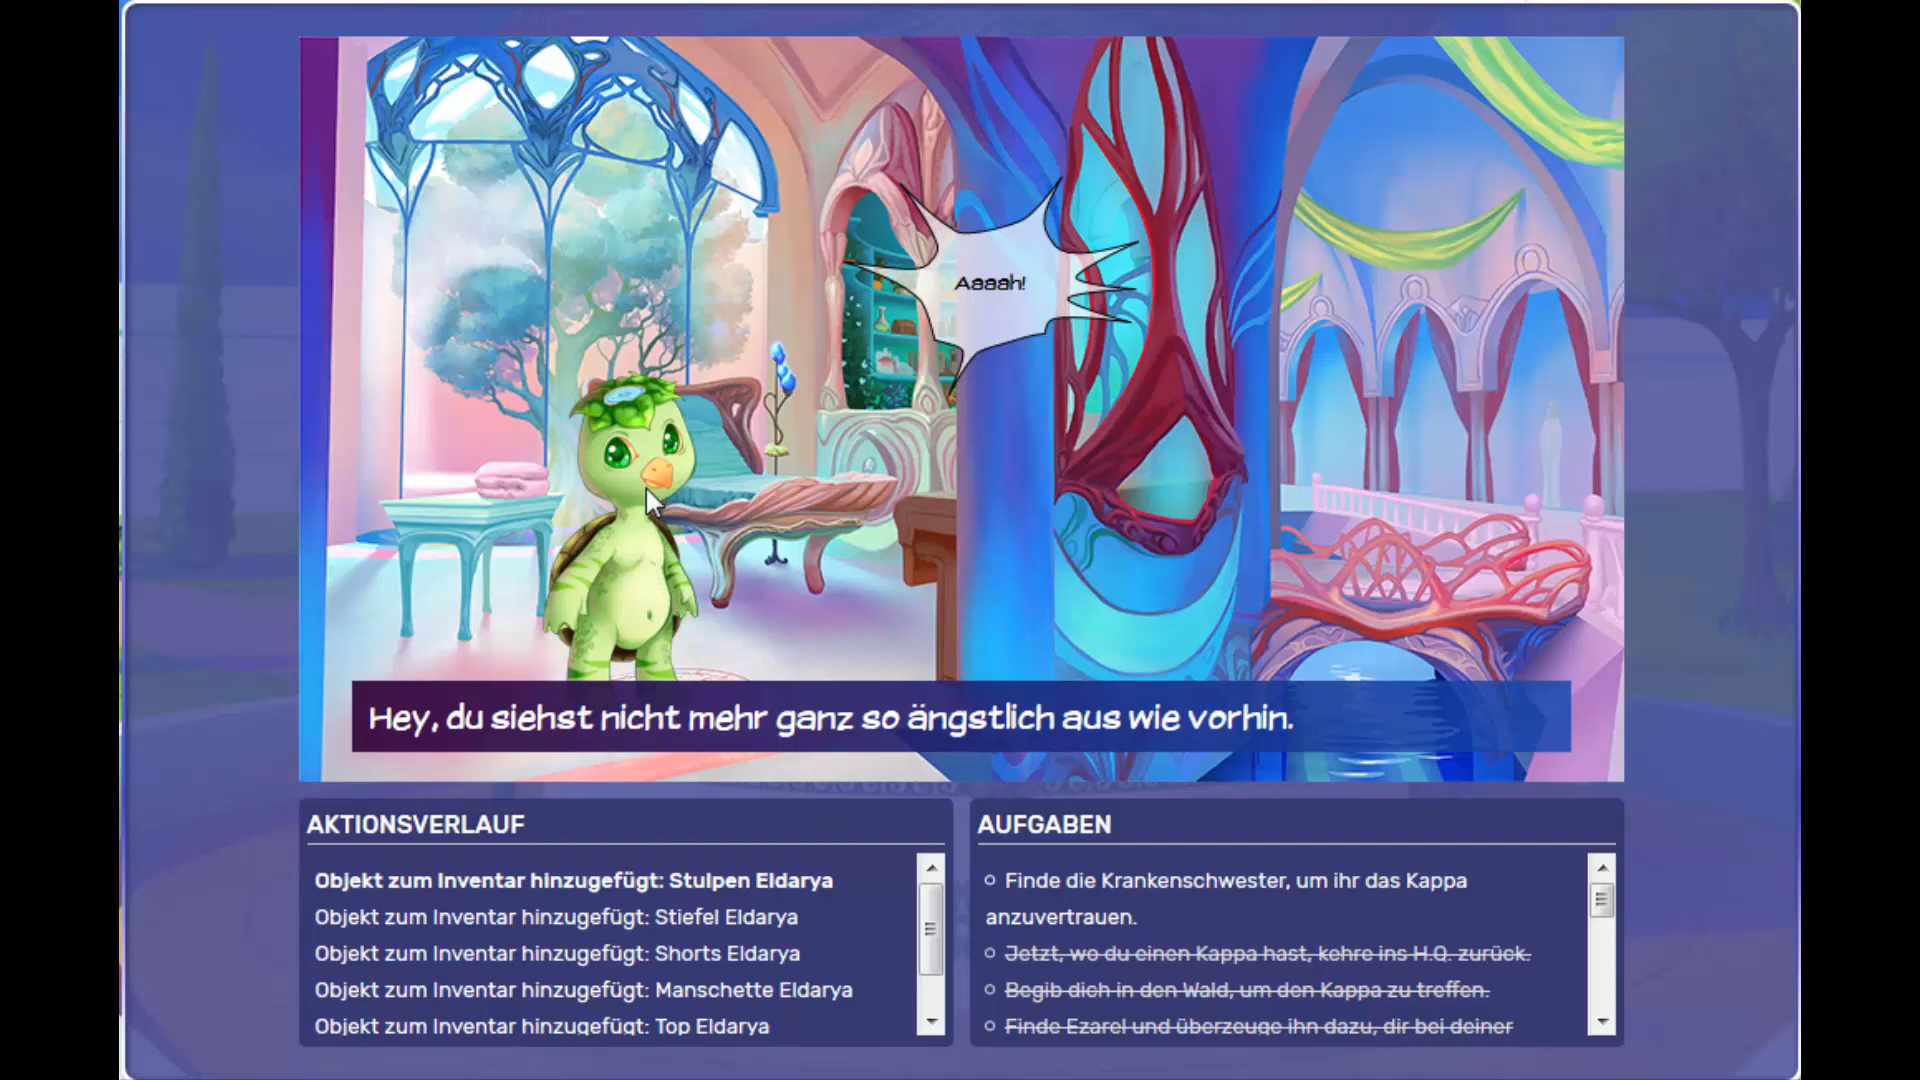 Aaaah!
Hey, du siehst nicht mehr ganz so ängstlich aus wie vorhin.
AKTIONSVERLAUF
Objekt zum Inventar hinzugefügt: Stulpen Eldarya
Objekt zum Inventar hinzugefügt: Stiefel Eldarya
Objekt zum Inventar hinzugefügt: Shorts Eldarya
Objekt zum Inventar hinzugefügt: Manschette Eldarya
Objekt zum Inventar hinzugefügt: Top Eldarya
AUFGABEN
Finde die Krankenschwester, um ihr das Kappa
anzuvertrauen.
Jetzt, wo du einen Kappa hast, kehre ins H.Q. zurück.
Begib dich in den Wald, um den Kappa zu treffen.
Finde Ezarel und überzeuge ihn dazu, dir bei deiner